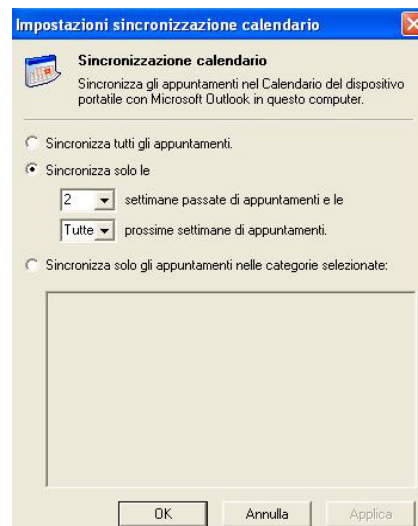 Impostazioni sincronizzazione calendario
Sincronizzazione calendario
Sincronizza gli appuntamenti nel Calendario del dispositivo
portatile con Microsoft Outlook in questo computer.
Sincronizza tutti gli appuntamenti.
Sincronizza solo le
2 settimane passate di appuntamenti e le
Tutte prossime settimane di appuntamenti.
Sincronizza solo gli appuntamenti nelle categorie selezionate:
OK Annulla Applica